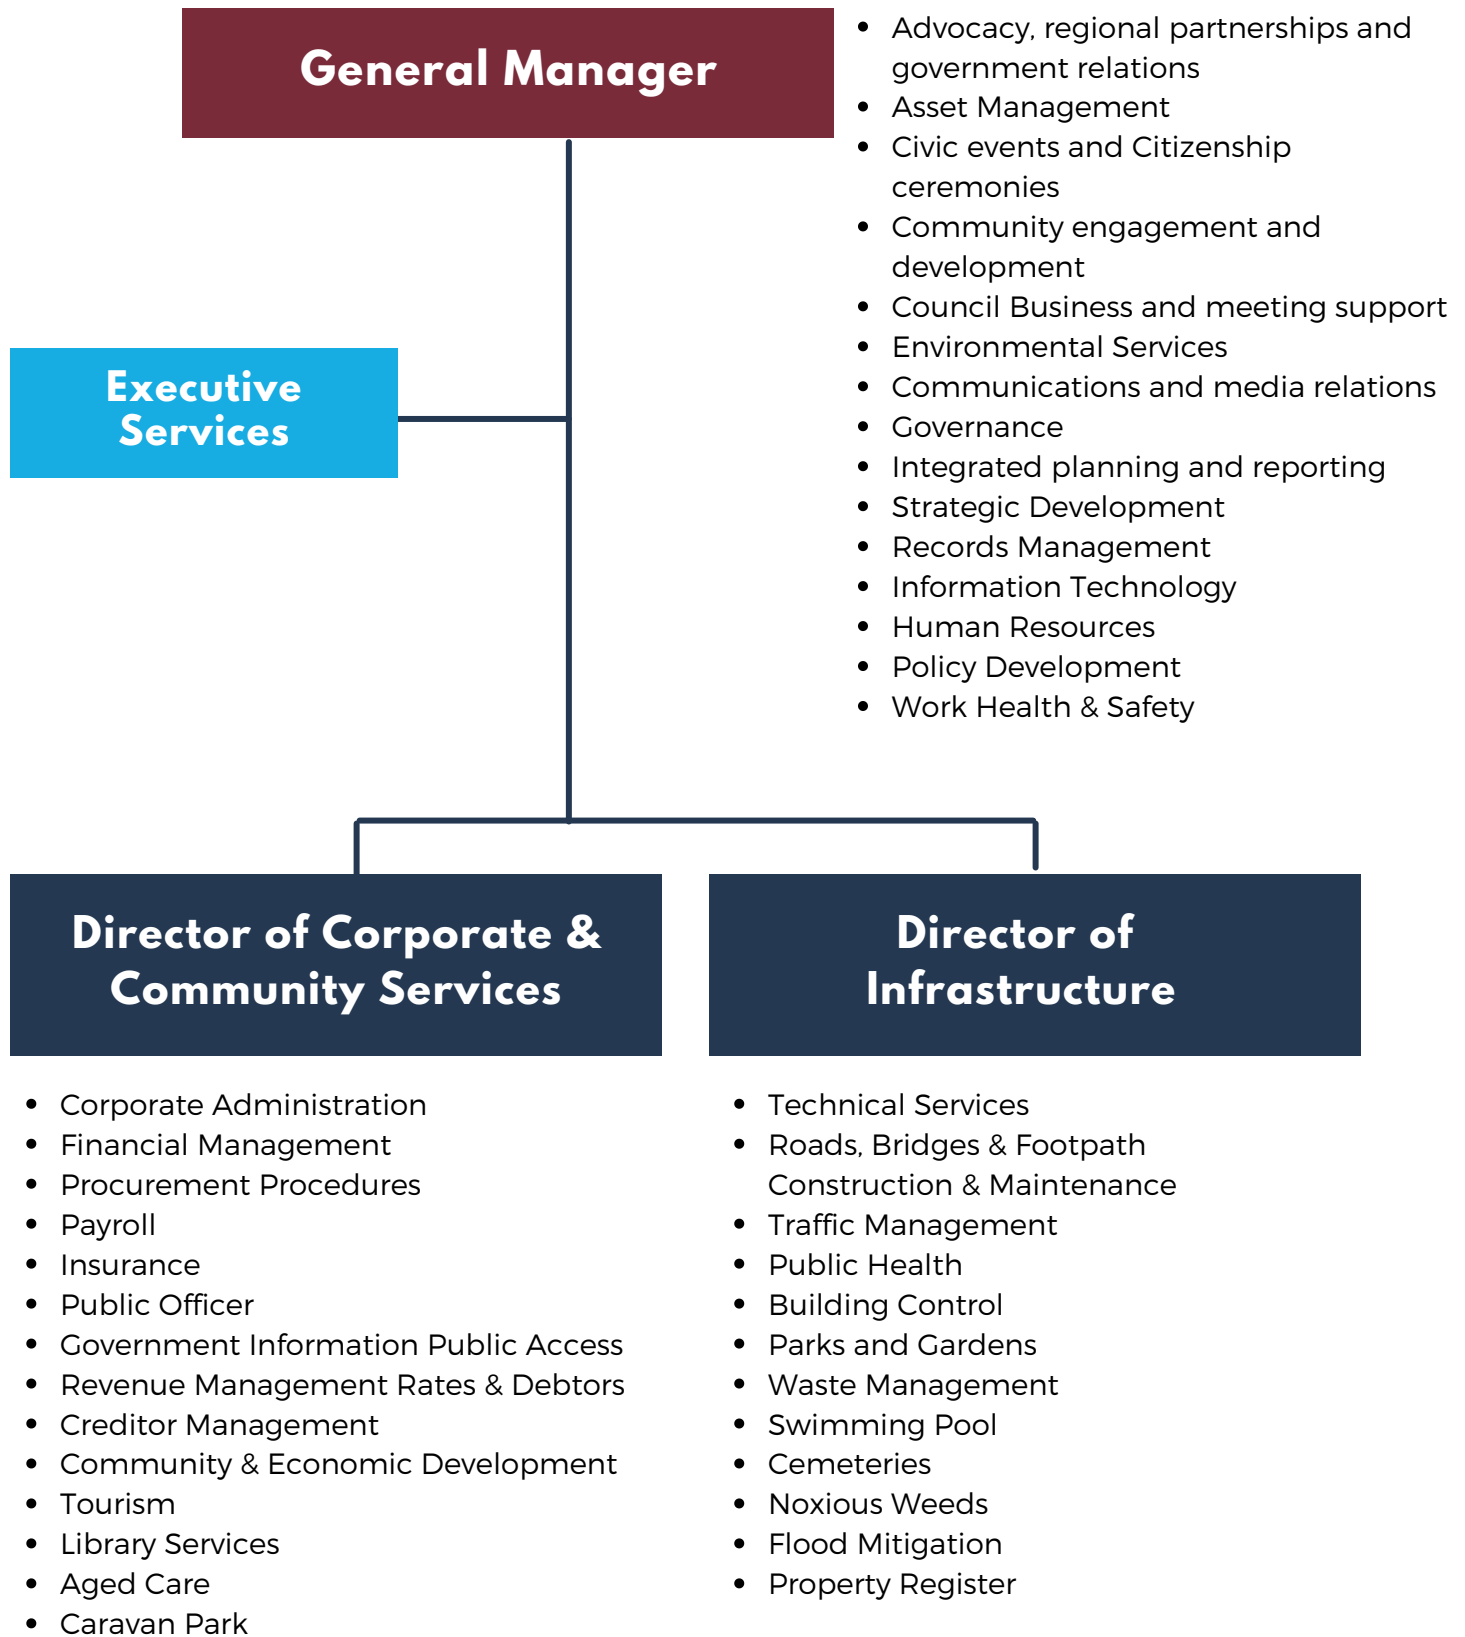 General Manager
• Advocacy, regional partnerships and
government relations
• Asset Management
• Civic events and Citizenship
ceremonies
• Community engagement and
development
• Council Business and meeting support
• Environmental Services
• Communications and media relations
• Governance
• Integrated planning and reporting
• Strategic Development
• Records Management
• Information Technology
• Human Resources
• Policy Development
• Work Health & Safety
Executive
Services
Director of Corporate &
Community Services
• Corporate Administration
• Financial Management
• Procurement Procedures
• Payroll
• Insurance
• Public Officer
• Government Information Public Access
• Revenue Management Rates & Debtors
• Creditor Management
• Community & Economic Development
• Tourism
• Library Services
• Aged Care
• Caravan Park
Director of
Infrastructure
• Technical Services
• Roads, Bridges & Footpath
Construction & Maintenance
• Traffic Management
• Public Health
• Building Control
• Parks and Gardens
• Waste Management
• Swimming Pool
• Cemeteries
• Noxious Weeds
• Flood Mitigation
• Property Register